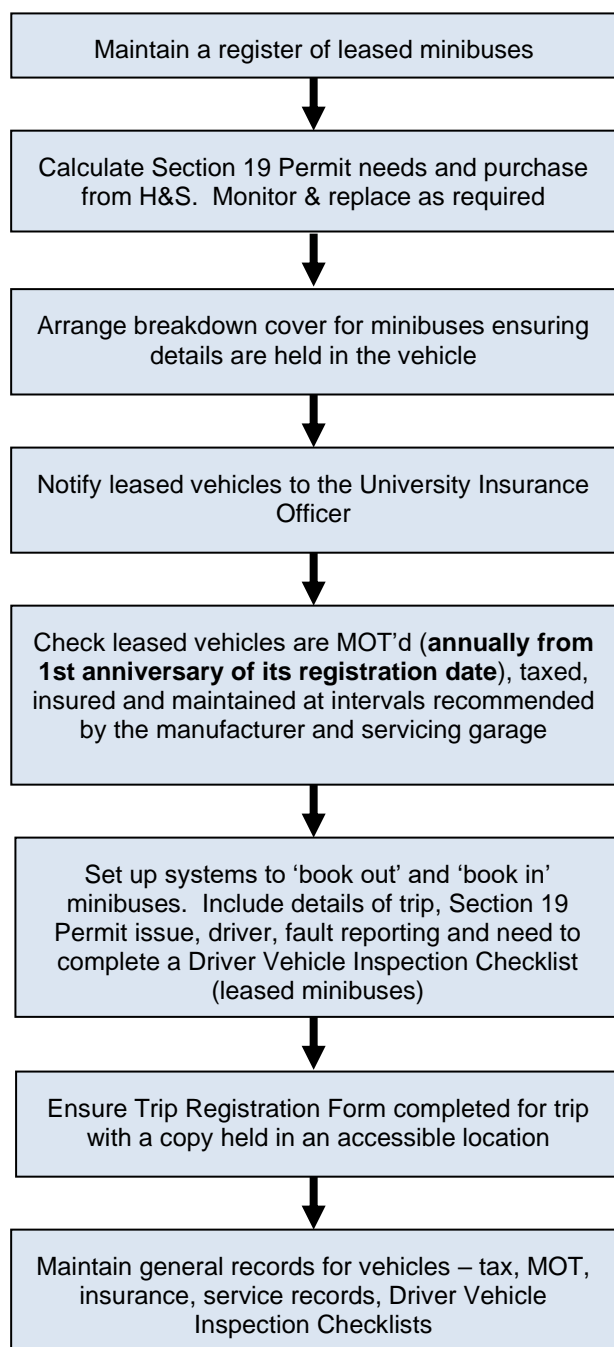 Maintain a register of leased minibuses
Calculate Section 19 Permit needs and purchase
from H&S.  Monitor & replace as required
Arrange breakdown cover for minibuses ensuring
details are held in the vehicle
Notify leased vehicles to the University Insurance
Officer
Check leased vehicles are MOT’d (annually from
1st anniversary of its registration date), taxed,
insured and maintained at intervals recommended
by the manufacturer and servicing garage
Set up systems to ‘book out’ and ‘book in’
minibuses.  Include details of trip, Section 19
Permit issue, driver, fault reporting and need to
complete a Driver Vehicle Inspection Checklist
(leased minibuses)
Ensure Trip Registration Form completed for trip
with a copy held in an accessible location
Maintain general records for vehicles – tax, MOT,
insurance, service records, Driver Vehicle
Inspection Checklists